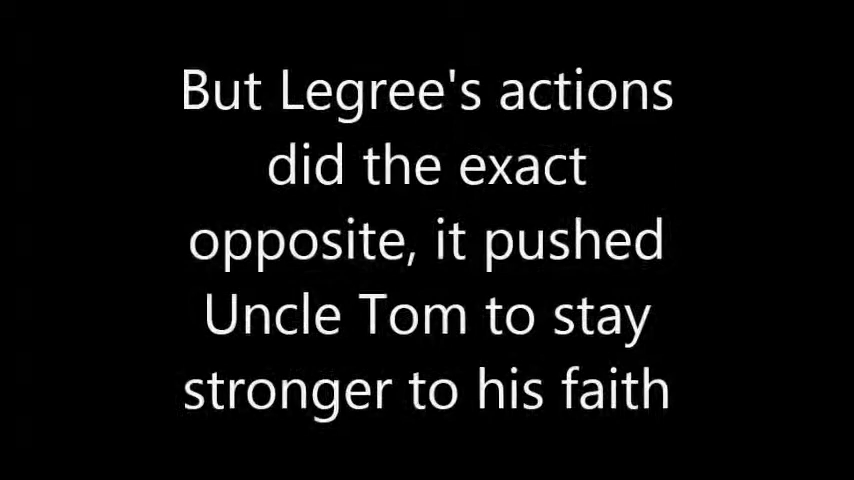 But Legree's actions
did the exact
opposite, it pushed
Uncle Tom to stay
stronger to his faith